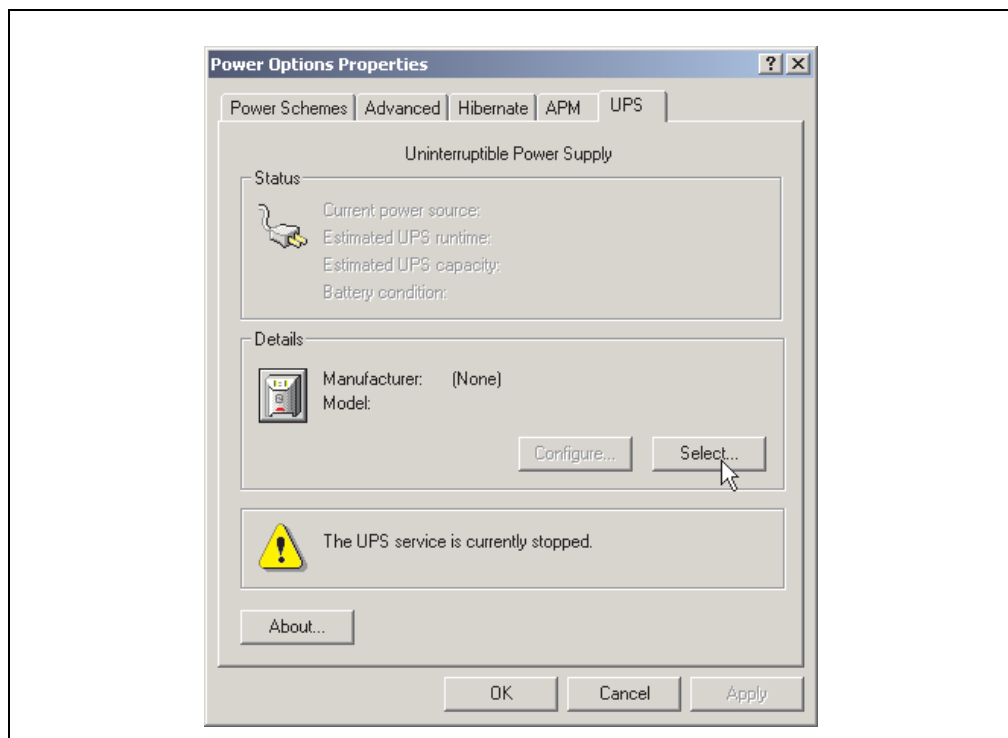 Power Options Properties
Power Schemes Advanced Hibernate APM UPS
Uninterruptible Power Supply
Status
Current power source:
Estimated UPS runtime:
Estimated UPS capacity:
Battery condition:
Details
Manufacturer: (None)
Model:
Configure... Select...
The UPS service is currently stopped.
About...
OK Cancel Apply